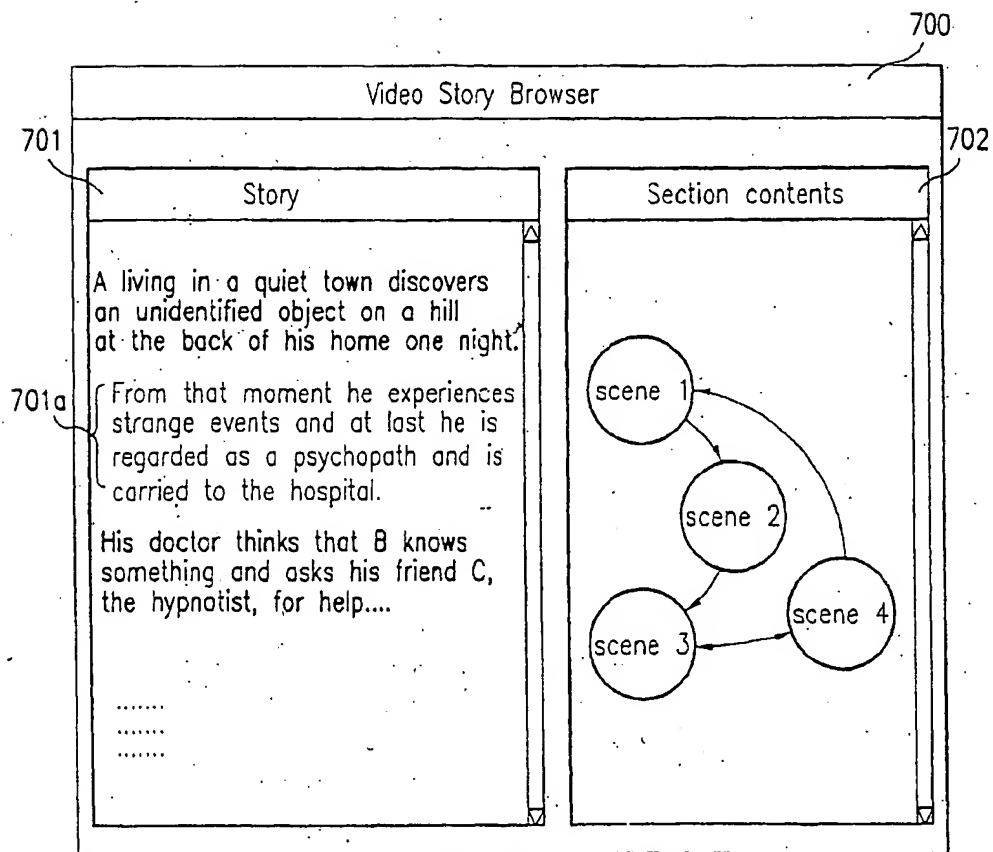 700
Video Story Browser
701
702
Story
Section contents
A living in a quiet town discovers
an unidentified object on a hill
at the back of his home one night.
701a
From that moment he experiences
strange events and at last he is
regarded as a psychopath and is
carried to the hospital.
His doctor thinks that B knows
something and asks his friend C,
the hypnotist, for help....
.......
.......
.......
scene 1
scene 2
scene 3
scene 4